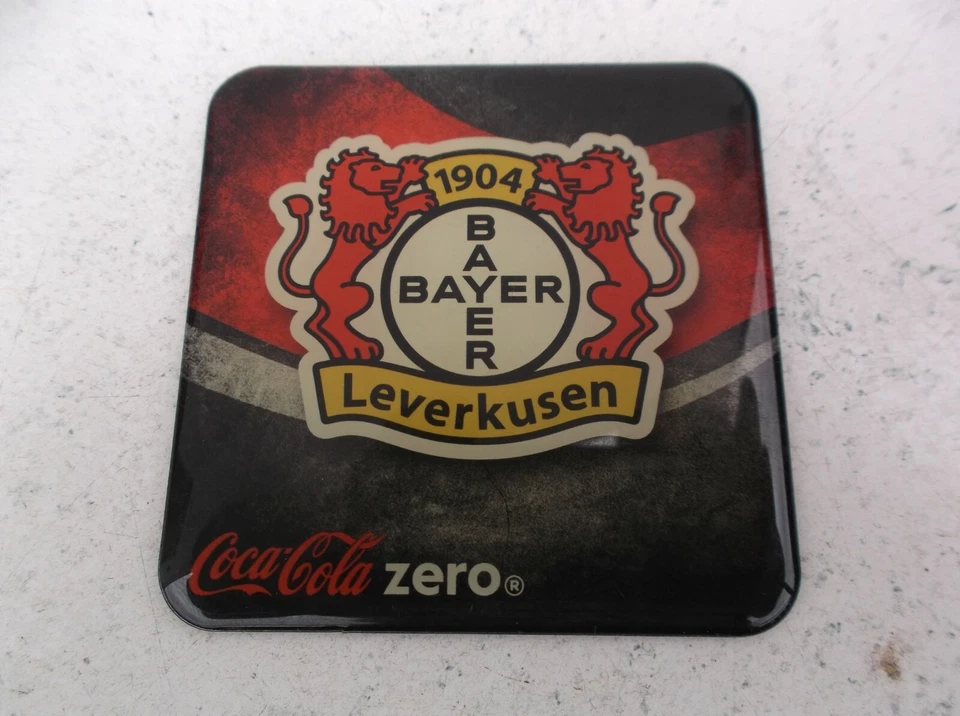 1904
BAYER
BAYER
Leverkusen
Coca-Cola zero®